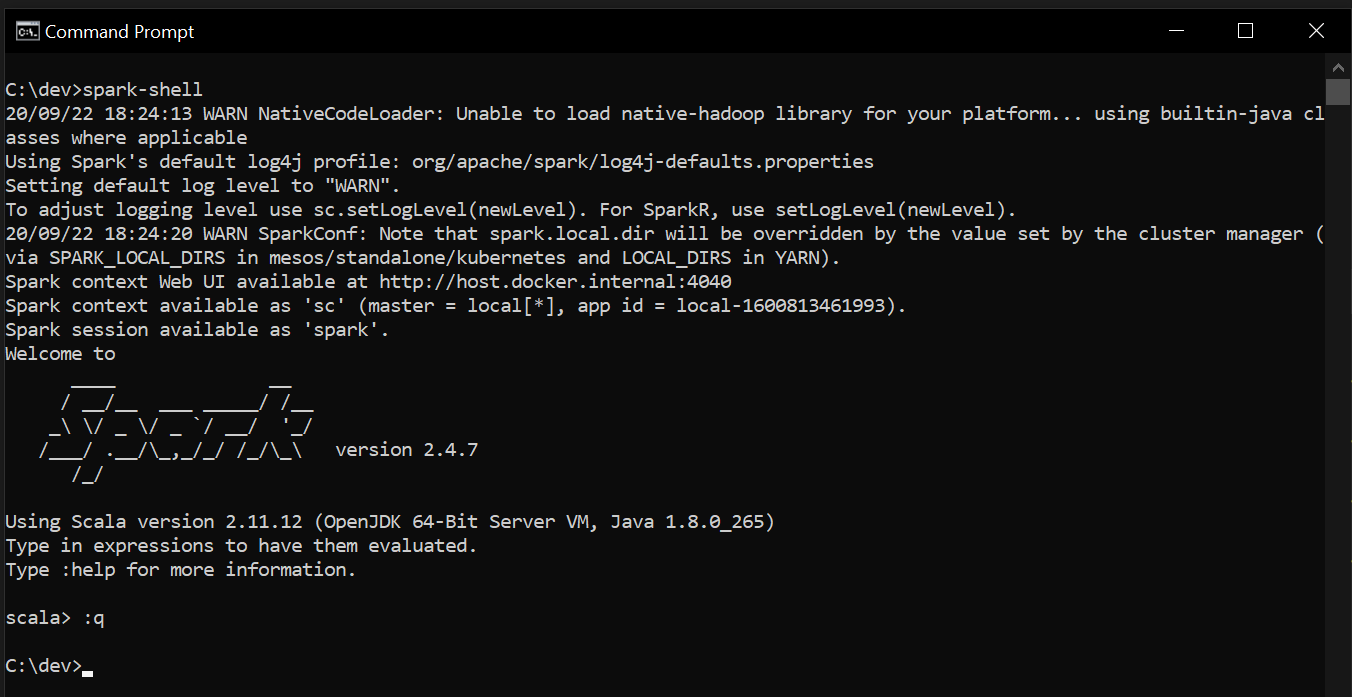 Command Prompt
C:\dev>spark-shell
20/09/22 18:24:13 WARN NativeCodeLoader: Unable to load native-hadoop library for your platform... using builtin-java cl
asses where applicable
Using Spark's default log4j profile: org/apache/spark/log4j-defaults.properties
Setting default log level to "WARN".
To adjust logging level use sc.setLogLevel(newLevel). For SparkR, use setLogLevel(newLevel).
20/09/22 18:24:20 WARN SparkConf: Note that spark.local.dir will be overridden by the value set by the cluster manager (
via SPARK_LOCAL_DIRS in mesos/standalone/kubernetes and LOCAL_DIRS in YARN).
Spark context Web UI available at http://host.docker.internal:4040
Spark context available as 'sc' (master = local[*], app id = local-1600813461993).
Spark session available as 'spark'.
Welcome to
      ____              __
     / __/__  ___ _____/ /__
    _\ \/ _ \/ _ `/ __/  '_/
   /___/ .__/\_,_/_/ /_/\_\   version 2.4.7
      /_/
Using Scala version 2.11.12 (OpenJDK 64-Bit Server VM, Java 1.8.0_265)
Type in expressions to have them evaluated.
Type :help for more information.
scala> :q
C:\dev>